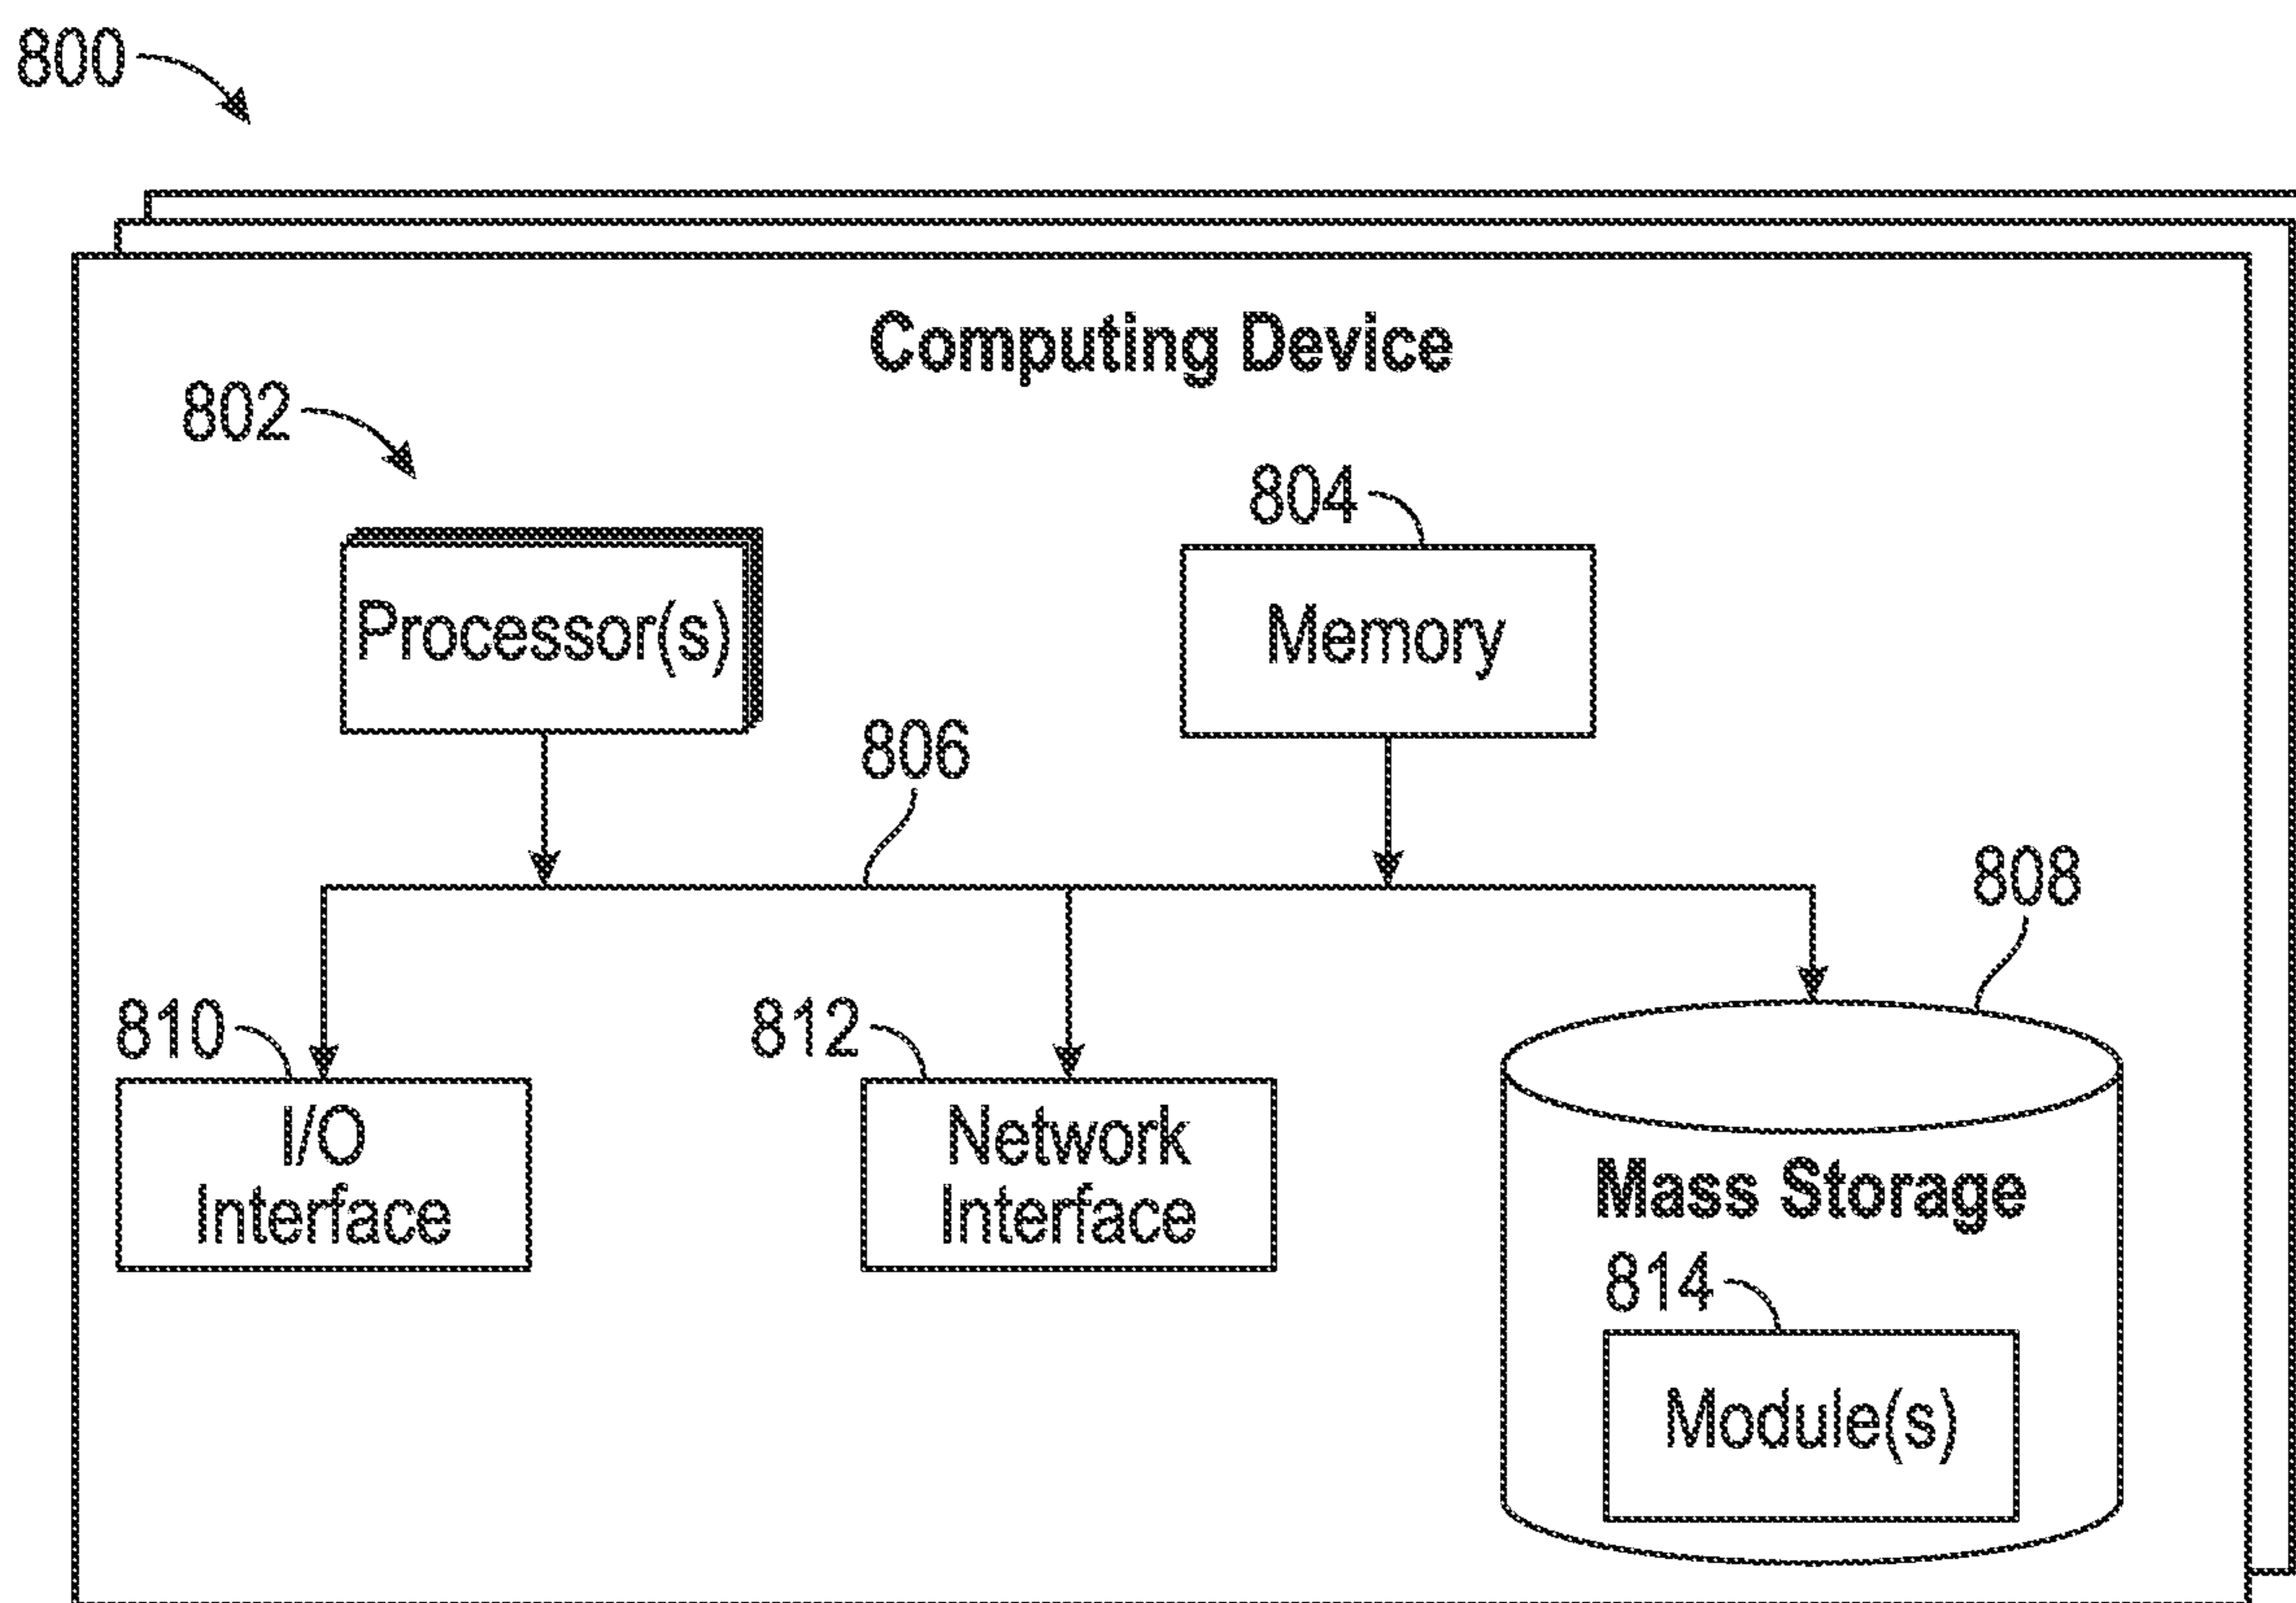 800
Computing Device
802
804
Processor(s)
Memory
806
808
810
812
I/O
Interface
Network
Interface
Mass Storage
814
Module(s)